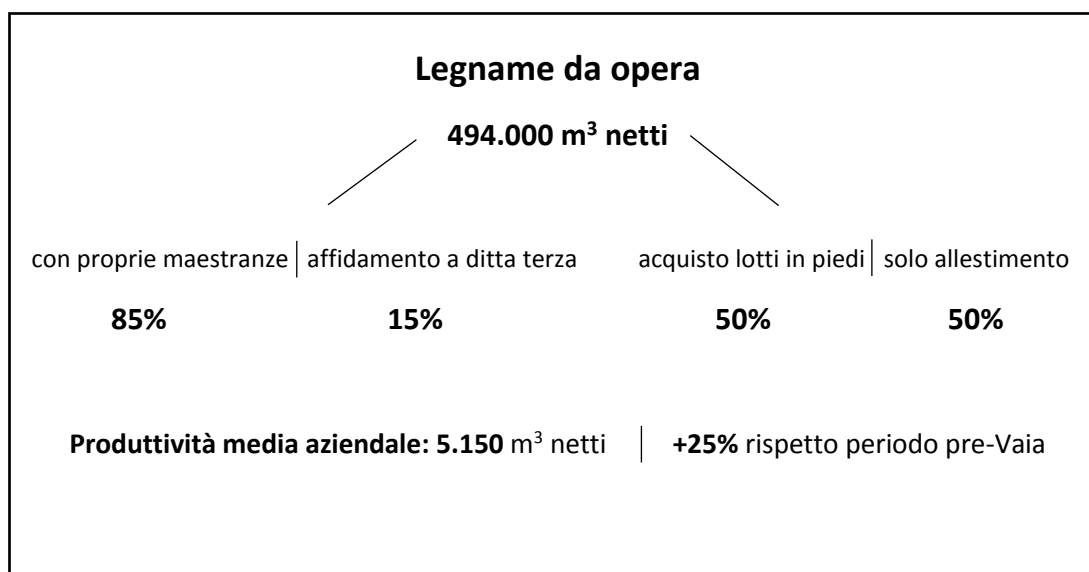 Legname da opera
494.000 m³ netti
con proprie maestranze | affidamento a ditta terza acquisto lotti in piedi | solo allestimento
85% 15% 50% 50%
Produttività media aziendale: 5.150 m³ netti | +25% rispetto periodo pre-Vaia